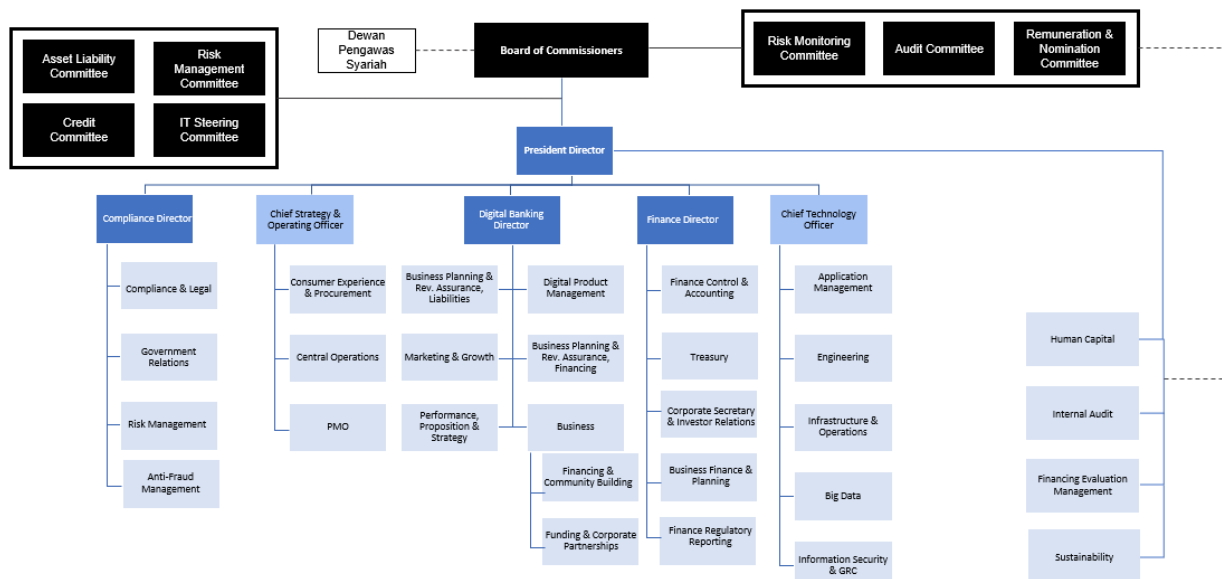 Asset Liability
Committee
Risk
Management
Committee
Credit
Committee
IT Steering
Committee
Dewan
Pengawas
Syariah
Board of Commissioners
Risk Monitoring
Committee
Audit Committee
Remuneration &
Nomination
Committee
President Director
Compliance Director
Chief Strategy &
Operating Officer
Digital Banking
Director
Finance Director
Chief Technology
Officer
Compliance & Legal
Government
Relations
Risk Management
Anti-Fraud
Management
Consumer Experience
& Procurement
Central Operations
PMO
Business Planning &
Rev. Assurance,
Liabilities
Marketing & Growth
Performance,
Proposition &
Strategy
Digital Product
Management
Business Planning &
Rev. Assurance,
Financing
Business
Financing &
Community Building
Funding & Corporate
Partnerships
Finance Control &
Accounting
Treasury
Corporate Secretary
& Investor Relations
Business Finance &
Planning
Finance Regulatory
Reporting
Application
Management
Engineering
Infrastructure &
Operations
Big Data
Information Security
& GRC
Human Capital
Internal Audit
Financing Evaluation
Management
Sustainability